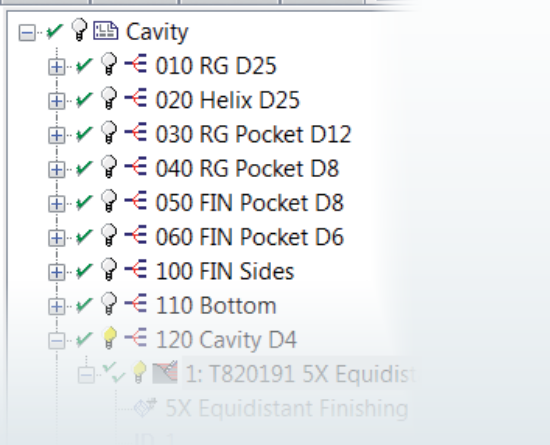 Cavity
010 RG D25
020 Helix D25
030 RG Pocket D12
040 RG Pocket D8
050 FIN Pocket D8
060 FIN Pocket D6
100 FIN Sides
110 Bottom
120 Cavity D4
1: T820191 5X Equidist
5X Equidistant Finishing